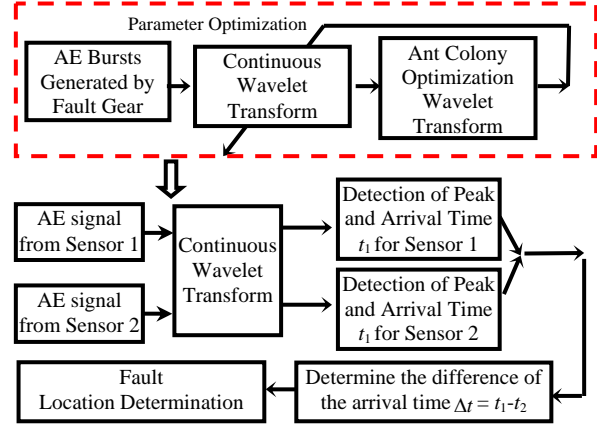 Parameter Optimization
AE Bursts
Generated by
Fault Gear
Continuous
Wavelet
Transform
Ant Colony
Optimization
Wavelet
Transform
AE signal
from Sensor 1
AE signal
from Sensor 2
Continuous
Wavelet
Transform
Detection of Peak
and Arrival Time
t₁ for Sensor 1
Detection of Peak
and Arrival Time
t₁ for Sensor 2
Fault
Location Determination
Determine the difference of
the arrival time Δt = t₁-t₂